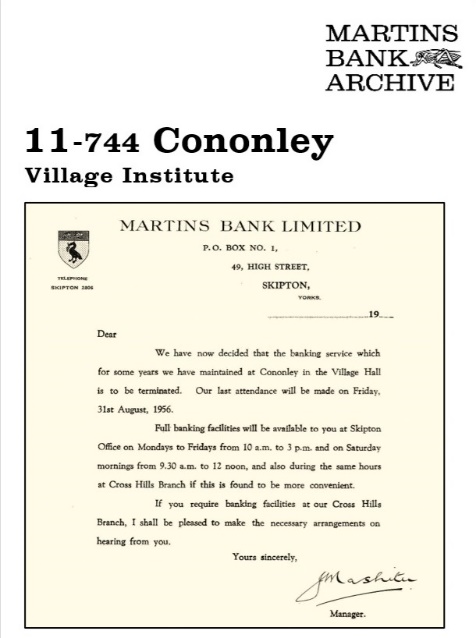 MARTINS
BANK
ARCHIVE
11-744 Cononley
Village Institute
MARTINS BANK LIMITED
P.O. BOX NO. 1,
49, HIGH STREET,
SKIPTON,
YORKS.
TELEPHONE
SKIPTON 2806
19
Dear
We have now decided that the banking service which
for some years we have maintained at Cononley in the Village Hall
is to be terminated. Our last attendance will be made on Friday,
31st August, 1956.
Full banking facilities will be available to you at Skipton
Office on Mondays to Fridays from 10 a.m. to 3 p.m. and on Saturday
mornings from 9.30 a.m. to 12 noon, and also during the same hours
at Cross Hills Branch if this is found to be more convenient.
If you require banking facilities at our Cross Hills
Branch, I shall be pleased to make the necessary arrangements on
hearing from you.
Yours sincerely,
Manager.